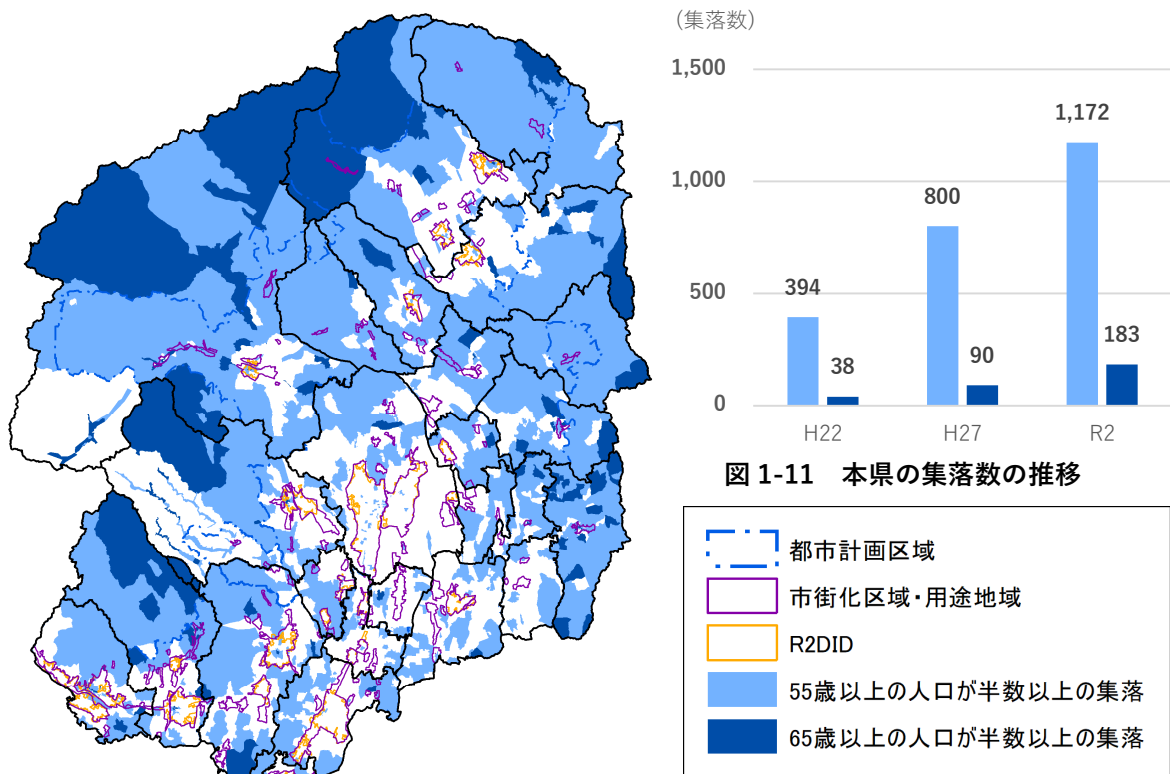 (集落数)
1,500
1,000
500
0
394
38
800
90
1,172
183
H22
H27
R2
図 1-11 本県の集落数の推移
都市計画区域
市街化区域・用途地域
R2DID
55歳以上の人口が半数以上の集落
65歳以上の人口が半数以上の集落